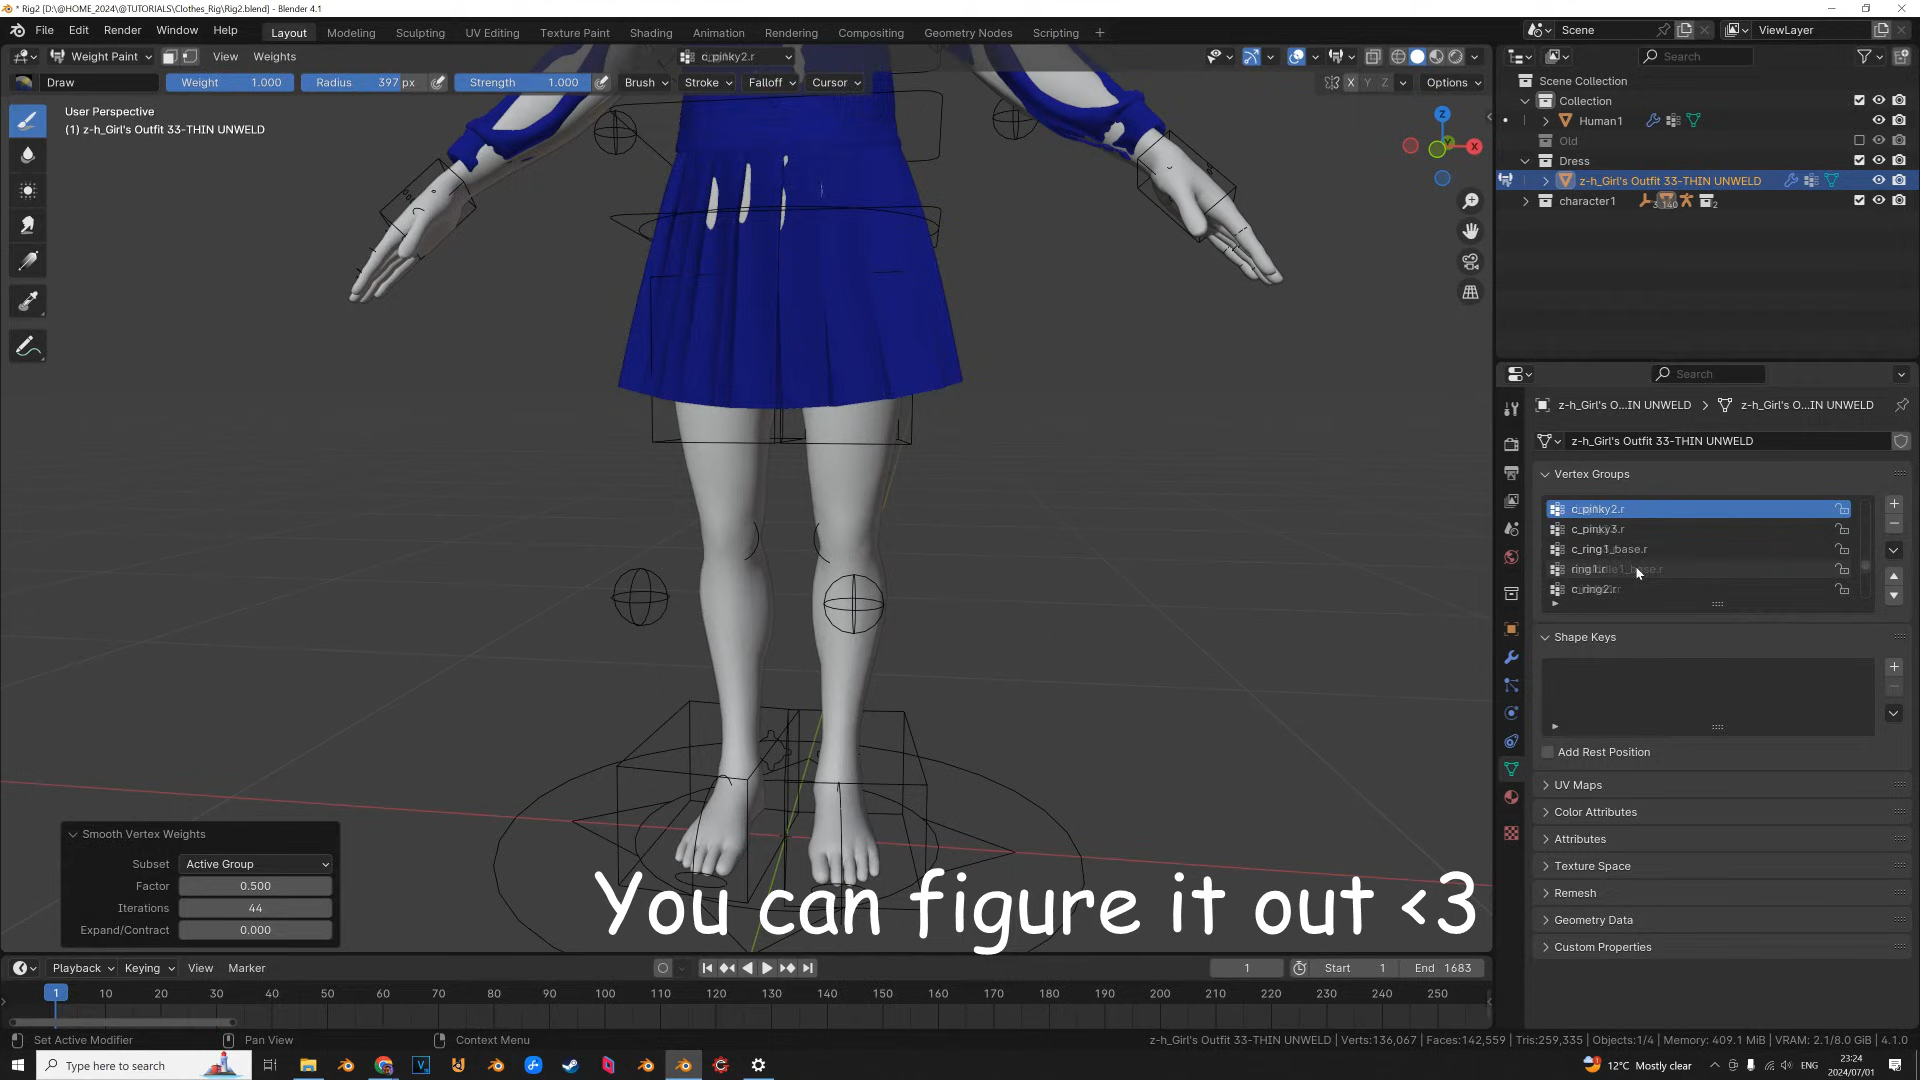 * Rig2 [D:\@HOME_2024\@TUTORIALS\Clothes_Rig\Rig2.blend] - Blender 4.1
File Edit Render Window Help Layout Modeling Sculpting UV Editing Texture Paint Shading Animation Rendering Compositing Geometry Nodes Scripting + Scene ViewLayer
Weight Paint View Weights c_pinky2.r Search
Draw Weight 1.000 Radius 397 px Strength 1.000 Brush Stroke Falloff Cursor X Y Z Options
User Perspective
(1) z-h_Girl's Outfit 33-THIN UNWELD
Z
X
Scene Collection
Collection
Human1
Old
Dress
z-h_Girl's Outfit 33-THIN UNWELD
character1 3 140 2
Search
z-h_Girl's O...IN UNWELD > z-h_Girl's O...IN UNWELD
z-h_Girl's Outfit 33-THIN UNWELD
Vertex Groups
c_pinky2.r
c_pinky3.r
c_ring1_base.r
ring1.r
c_ring2.r
Shape Keys
Add Rest Position
UV Maps
Color Attributes
Attributes
Texture Space
Remesh
Geometry Data
Custom Properties
Smooth Vertex Weights
Subset Active Group
Factor 0.500
Iterations 44
Expand/Contract 0.000
You can figure it out <3
Playback Keying View Marker 1 Start 1 End 1683
1 10 20 30 40 50 60 70 80 90 100 110 120 130 140 150 160 170 180 190 200 210 220 230 240 250
Set Active Modifier Pan View Context Menu z-h_Girl's Outfit 33-THIN UNWELD | Verts:136,067 | Faces:142,559 | Tris:259,335 | Objects:1/4 | Memory: 409.1 MiB | VRAM: 2.1/8.0 GiB | 4.1.0
Type here to search 12°C Mostly clear ENG 23:24
2024/07/01